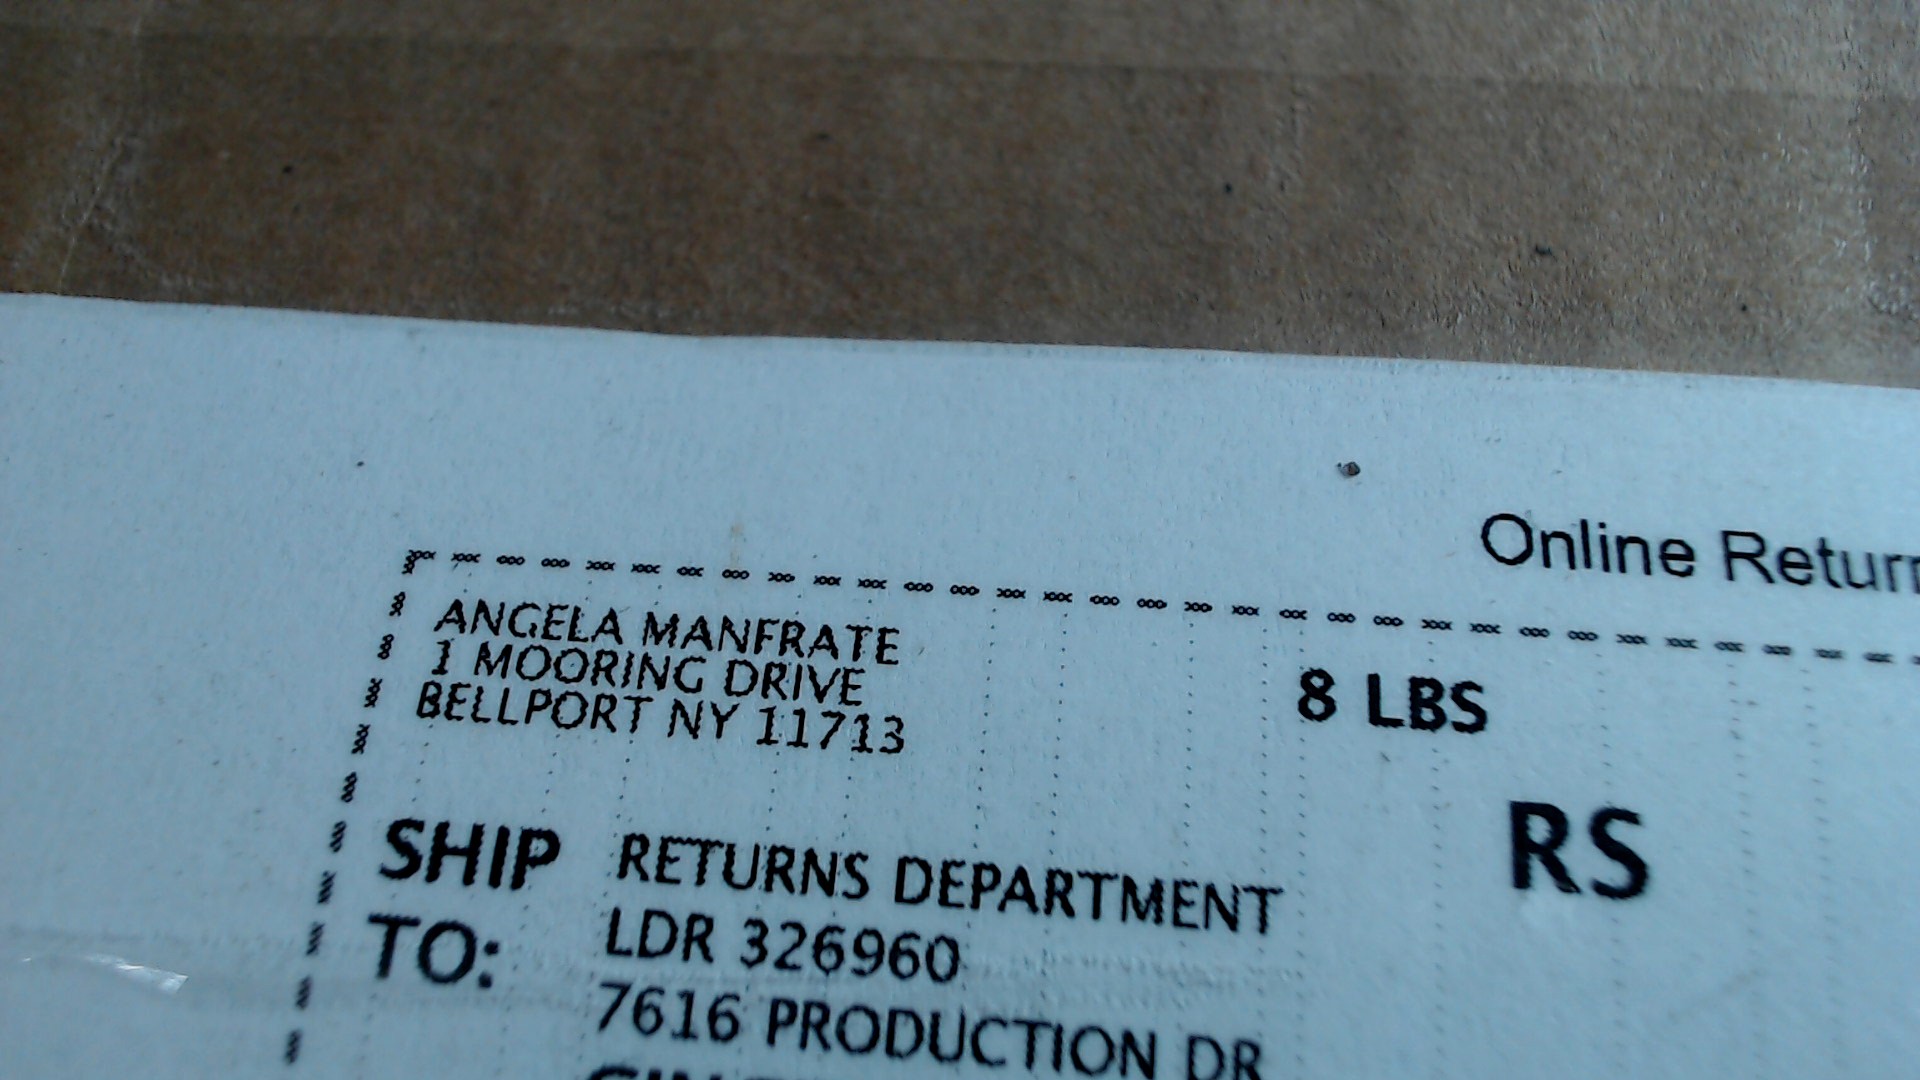 Online Return
ANGELA MANFRATE
1 MOORING DRIVE
BELLPORT NY 11713
8 LBS
RS
SHIP TO:
RETURNS DEPARTMENT
LDR 326960
7616 PRODUCTION DR